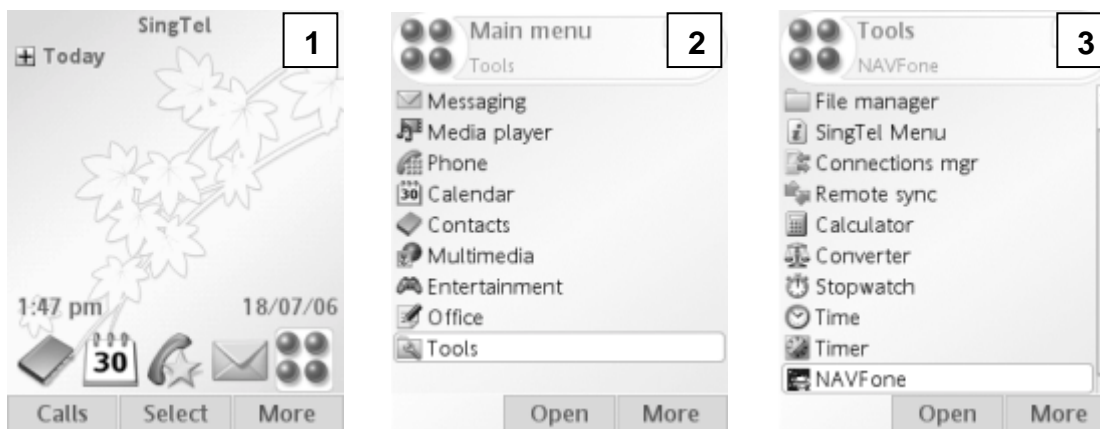 SingTel
1
Today
1:47 pm 18/07/06
30
Calls Select More
Main menu
2
Tools
Messaging
Media player
Phone
30 Calendar
Contacts
Multimedia
Entertainment
Office
Tools
Open More
Tools
3
NAVFone
File manager
i SingTel Menu
Connections mgr
Remote sync
Calculator
Converter
Stopwatch
Time
Timer
NAVFone
Open More